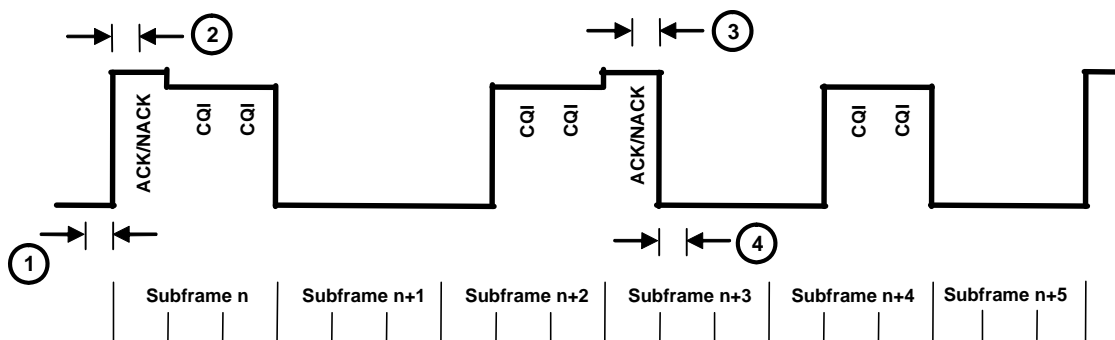 2
3
ACK/NACK
CQI
CQI
CQI
CQI
ACK/NACK
CQI
CQI
1
4
Subframe n
Subframe n+1
Subframe n+2
Subframe n+3
Subframe n+4
Subframe n+5